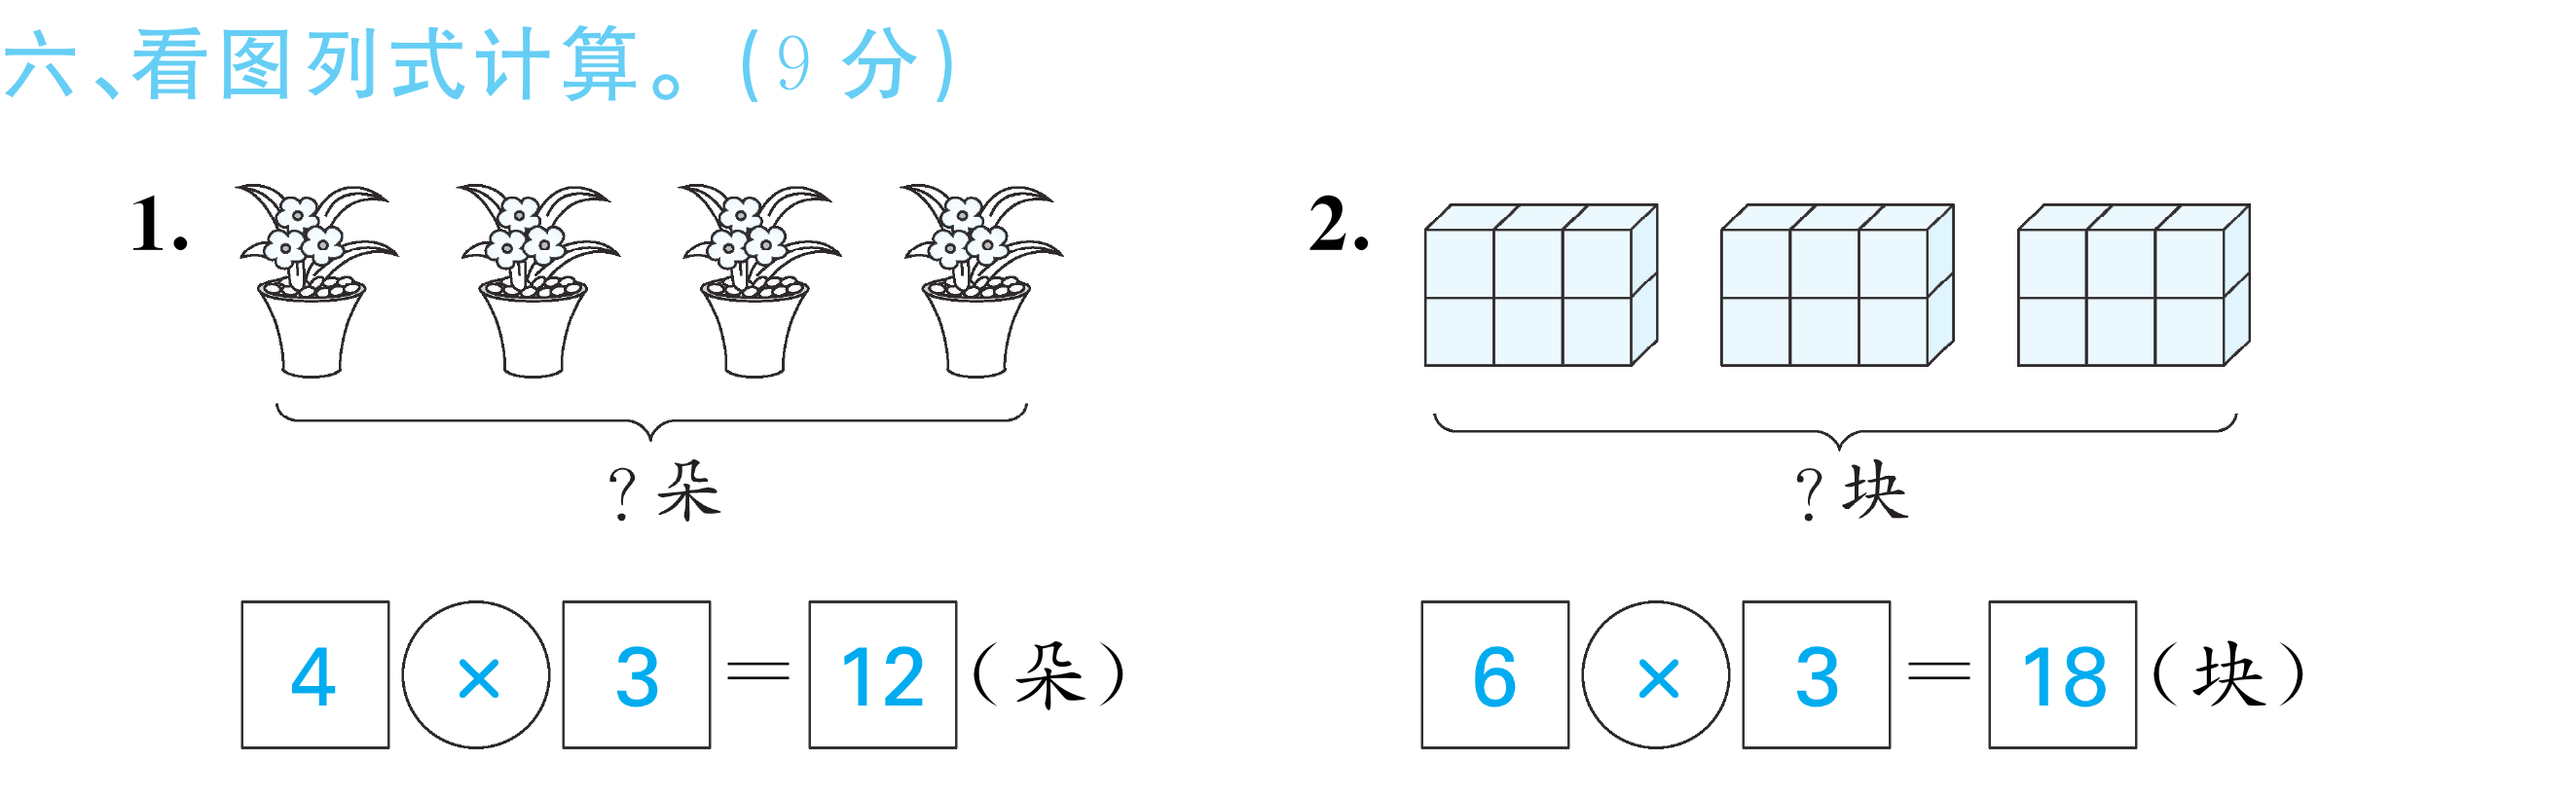 六、看图列式计算。(9 分)
1.
2.
?朵
?块
4 × 3 = 12 (朵)
6 × 3 = 18 (块)